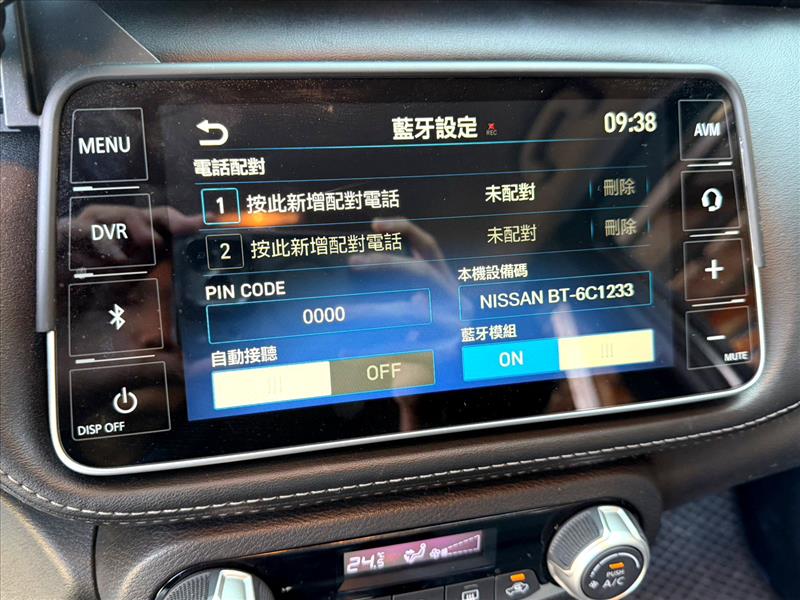 藍牙設定 REC 09:38
MENU
AVM
電話配對
1 按此新增配對電話 未配對 刪除
DVR
2 按此新增配對電話 未配對 刪除
+
PIN CODE 本機設備碼
0000 NISSAN BT-6C1233
自動接聽 藍牙模組
OFF ON
-
MUTE
DISP OFF
24.5°C
PUSH
A/C